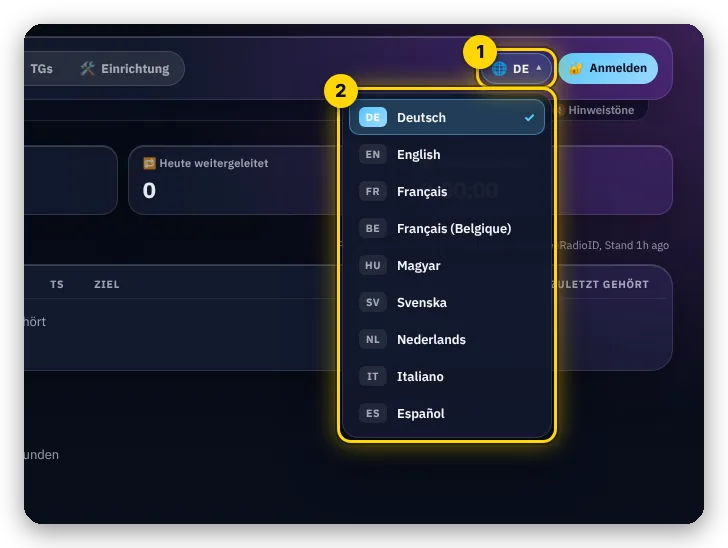 1
TGs Einrichtung DE Anmelden
2
Hinweistöne
DE Deutsch
Heute weitergeleitet
0
EN English
FR Français
BE Français (Belgique)
RadioID, Stand 1h ago
HU Magyar
TS ZIEL ZULETZT GEHÖRT
SV Svenska
hört
NL Nederlands
IT Italiano
ES Español
unden